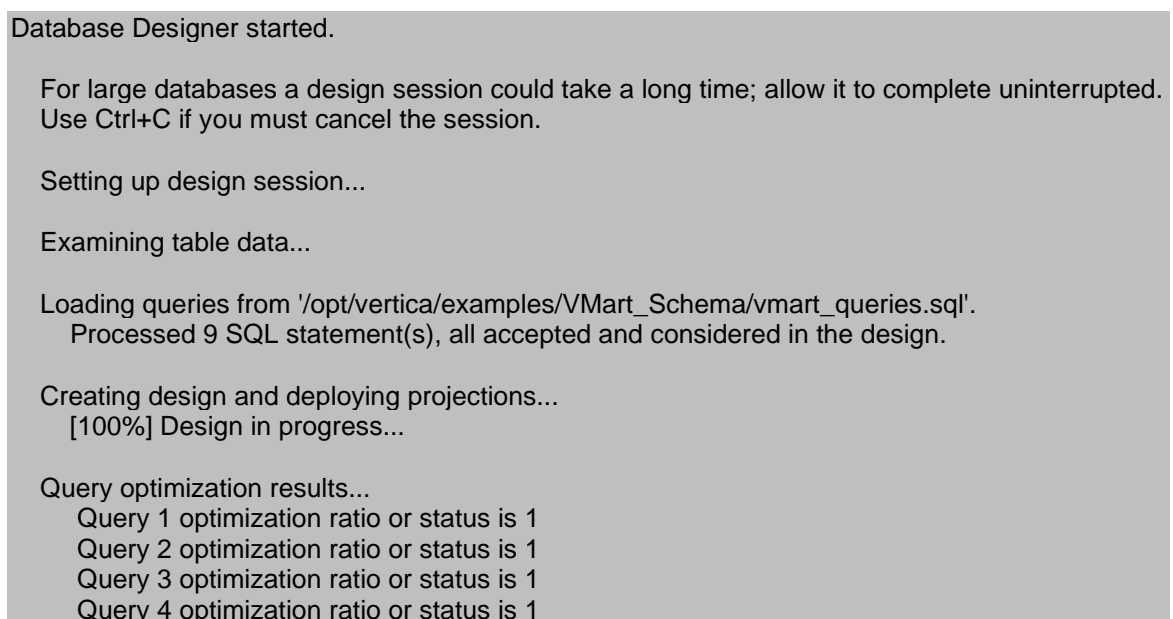 Database Designer started.
For large databases a design session could take a long time; allow it to complete uninterrupted.
Use Ctrl+C if you must cancel the session.
Setting up design session...
Examining table data...
Loading queries from '/opt/vertica/examples/VMart_Schema/vmart_queries.sql'.
Processed 9 SQL statement(s), all accepted and considered in the design.
Creating design and deploying projections...
[100%] Design in progress...
Query optimization results...
Query 1 optimization ratio or status is 1
Query 2 optimization ratio or status is 1
Query 3 optimization ratio or status is 1
Query 4 optimization ratio or status is 1